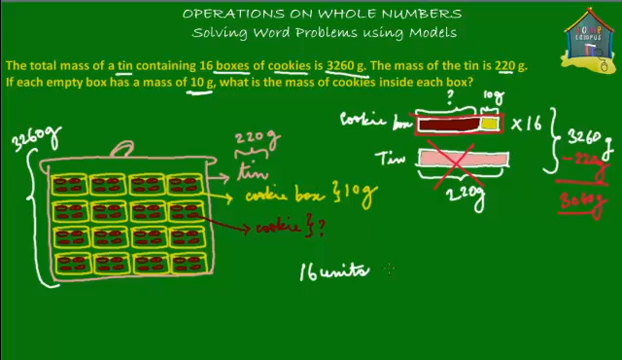 OPERATIONS ON WHOLE NUMBERS
Solving Word Problems using Models
The total mass of a tin containing 16 boxes of cookies is 3260 g. The mass of the tin is 220 g.
If each empty box has a mass of 10 g, what is the mass of cookies inside each box?
? 10g
Cookie box × 16
3260g
-220g
3060g
Tin
220g
3260g
220g
tin
cookie box } 10g
cookie } ?
16 units